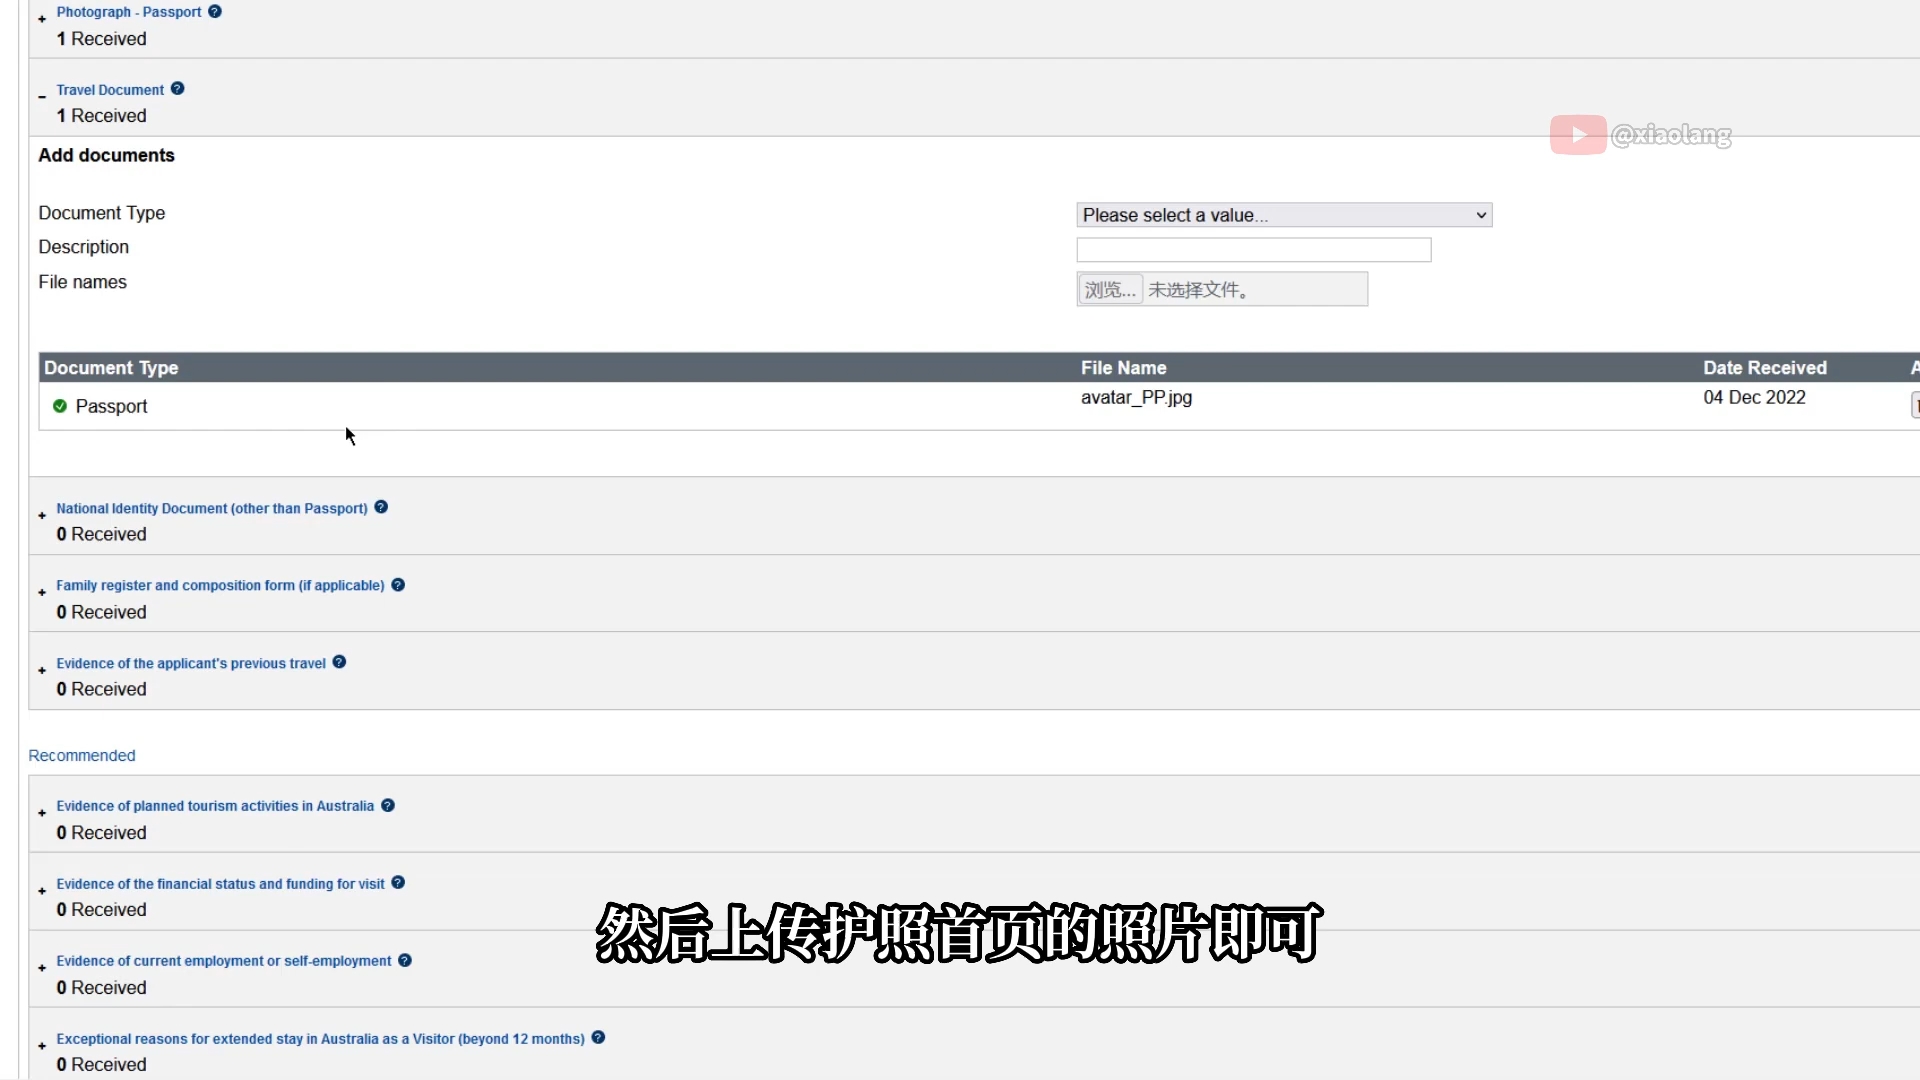 Photograph - Passport
1 Received
Travel Document
1 Received
@xiaolang
Add documents
Document Type
Please select a value...
Description
File names
浏览... 未选择文件。
Document Type File Name Date Received A
Passport avatar_PP.jpg 04 Dec 2022
National Identity Document (other than Passport)
0 Received
Family register and composition form (if applicable)
0 Received
Evidence of the applicant's previous travel
0 Received
Recommended
Evidence of planned tourism activities in Australia
0 Received
Evidence of the financial status and funding for visit
0 Received
然后上传护照首页的照片即可
Evidence of current employment or self-employment
0 Received
Exceptional reasons for extended stay in Australia as a Visitor (beyond 12 months)
0 Received